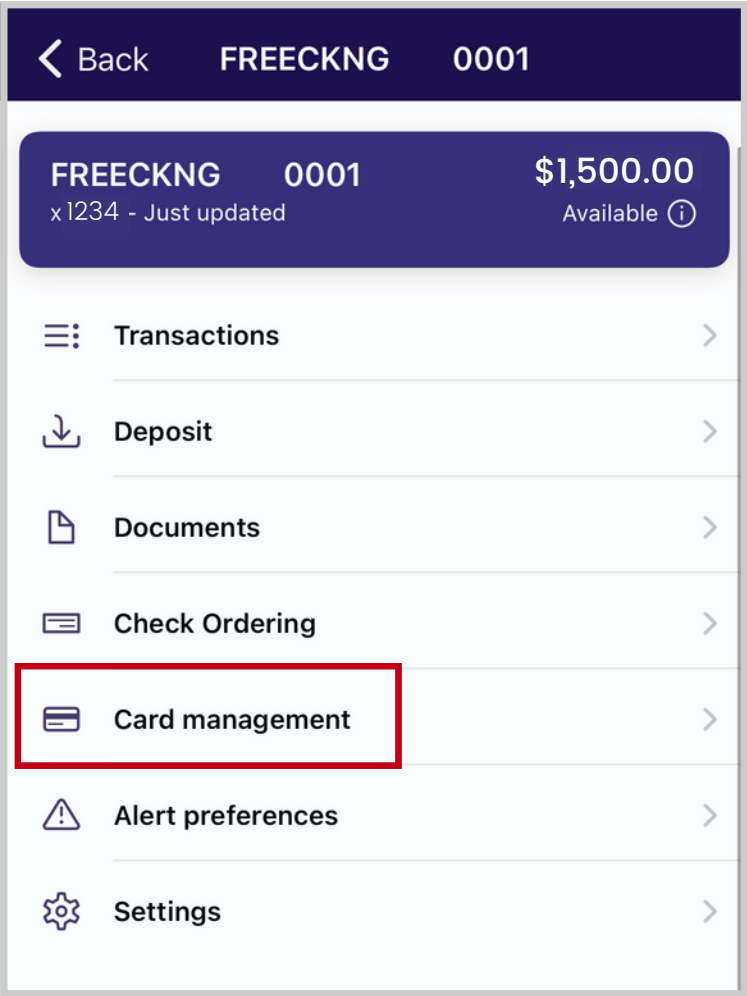 Back FREECKNG 0001
FREECKNG 0001 $1,500.00
x 1234 - Just updated Available
Transactions
Deposit
Documents
Check Ordering
Card management
Alert preferences
Settings